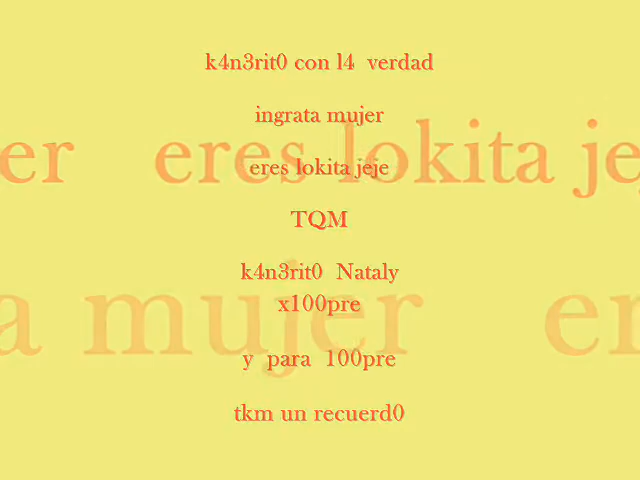 k4n3rit0 con l4 verdad
ingrata mujer
er eres lokita je
eres lokita jeje
TQM
k4n3rit0 Nataly
x100pre
a mujer er
y para 100pre
tkm un recuerd0